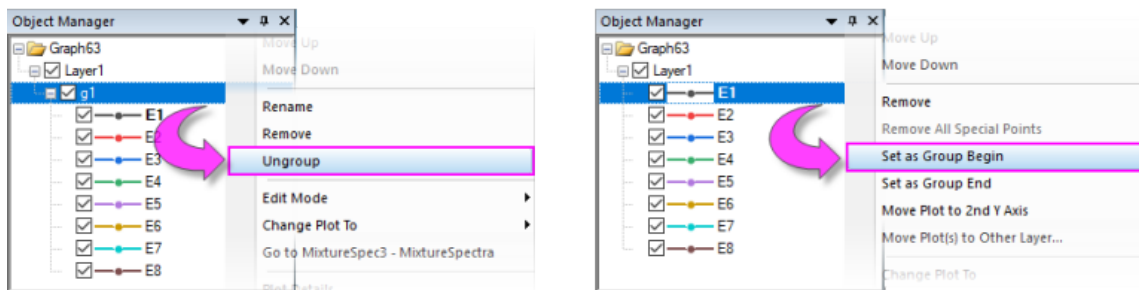 Object Manager
Graph63
Layer1
g1
E1
E2
E3
E4
E5
E6
E7
E8
Move Up
Move Down
Rename
Remove
Ungroup
Edit Mode
Change Plot To
Go to MixtureSpec3 - MixtureSpectra
Plot Details
Object Manager
Graph63
Layer1
E1
E2
E3
E4
E5
E6
E7
E8
Move Up
Move Down
Remove
Remove All Special Points
Set as Group Begin
Set as Group End
Move Plot to 2nd Y Axis
Move Plot(s) to Other Layer...
Change Plot To